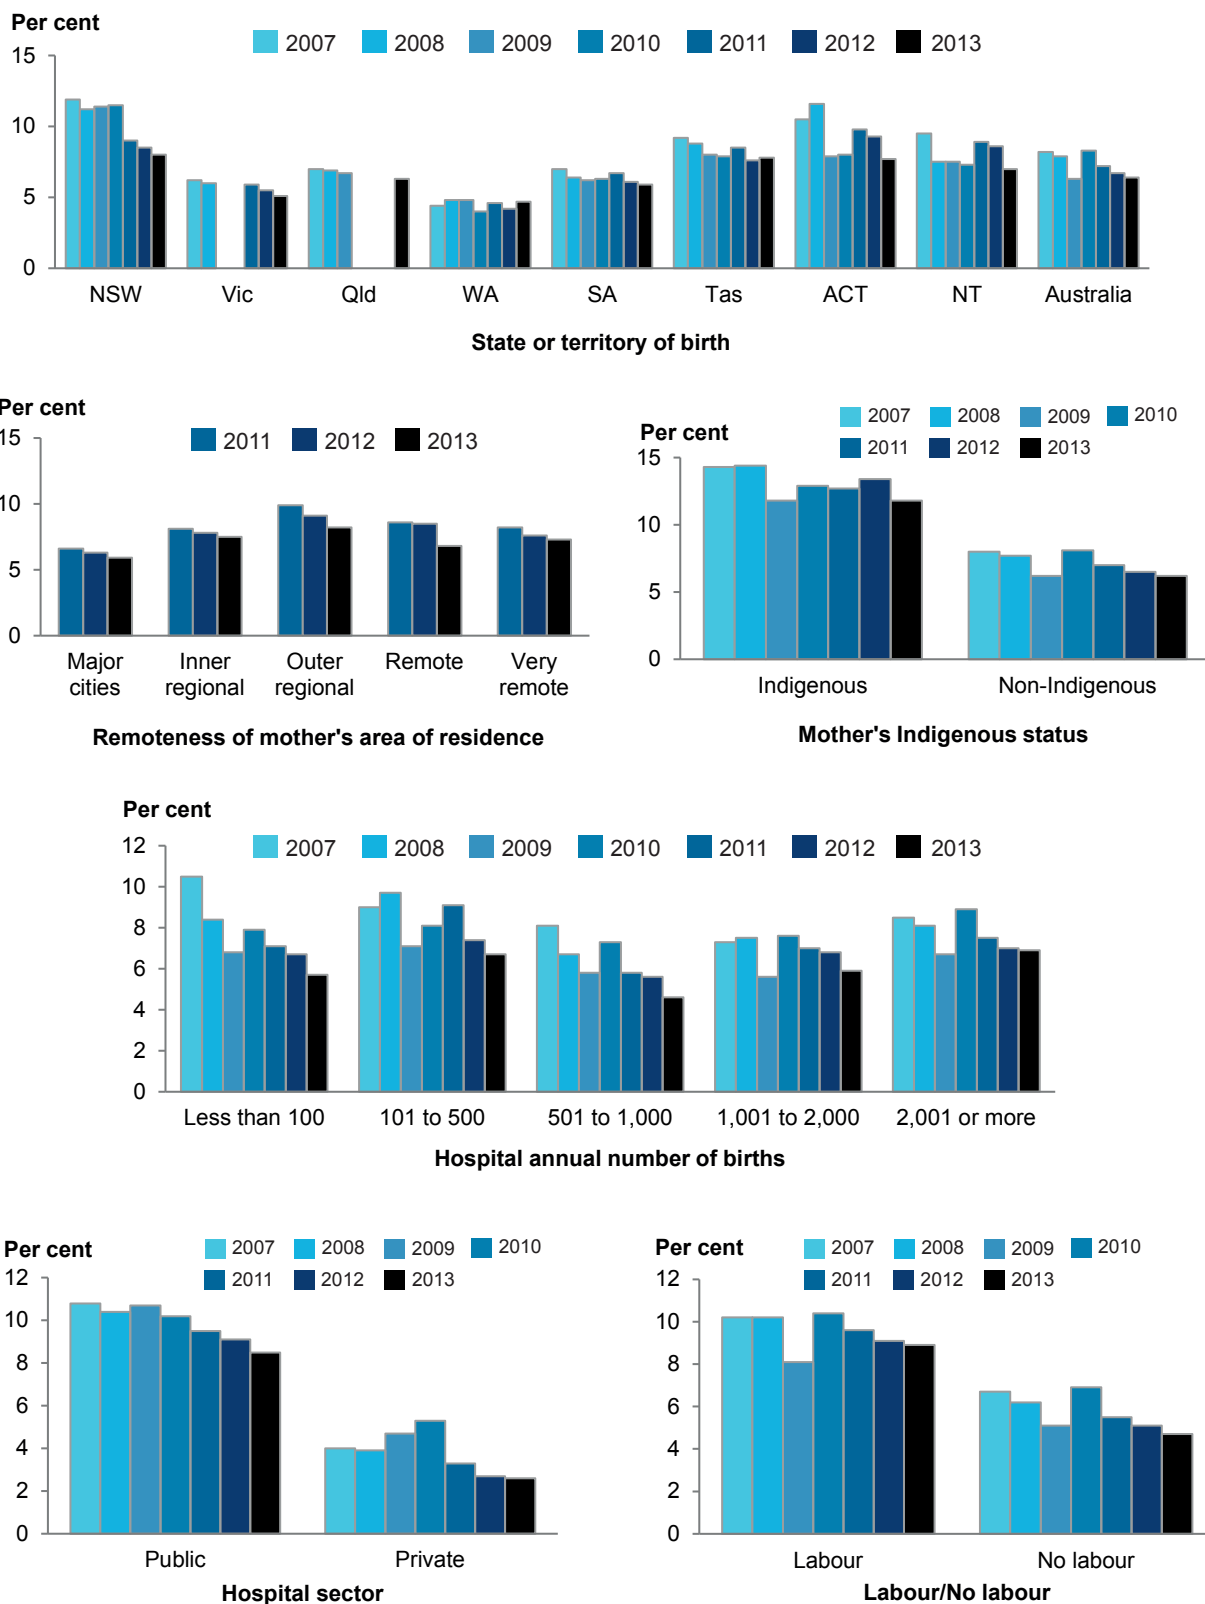 Per cent
2007 2008 2009 2010 2011 2012 2013
15
10
5
0
NSW Vic Qld WA SA Tas ACT NT Australia
State or territory of birth
Per cent
2011 2012 2013
15
10
5
0
Major cities
Inner regional
Outer regional
Remote
Very remote
Remoteness of mother's area of residence
Per cent
2007 2008 2009 2010
2011 2012 2013
15
10
5
0
Indigenous Non-Indigenous
Mother's Indigenous status
Per cent
2007 2008 2009 2010 2011 2012 2013
12
10
8
6
4
2
0
Less than 100 101 to 500 501 to 1,000 1,001 to 2,000 2,001 or more
Hospital annual number of births
Per cent
2007 2008 2009 2010
2011 2012 2013
12
10
8
6
4
2
0
Public Private
Hospital sector
Per cent
2007 2008 2009 2010
2011 2012 2013
12
10
8
6
4
2
0
Labour No labour
Labour/No labour